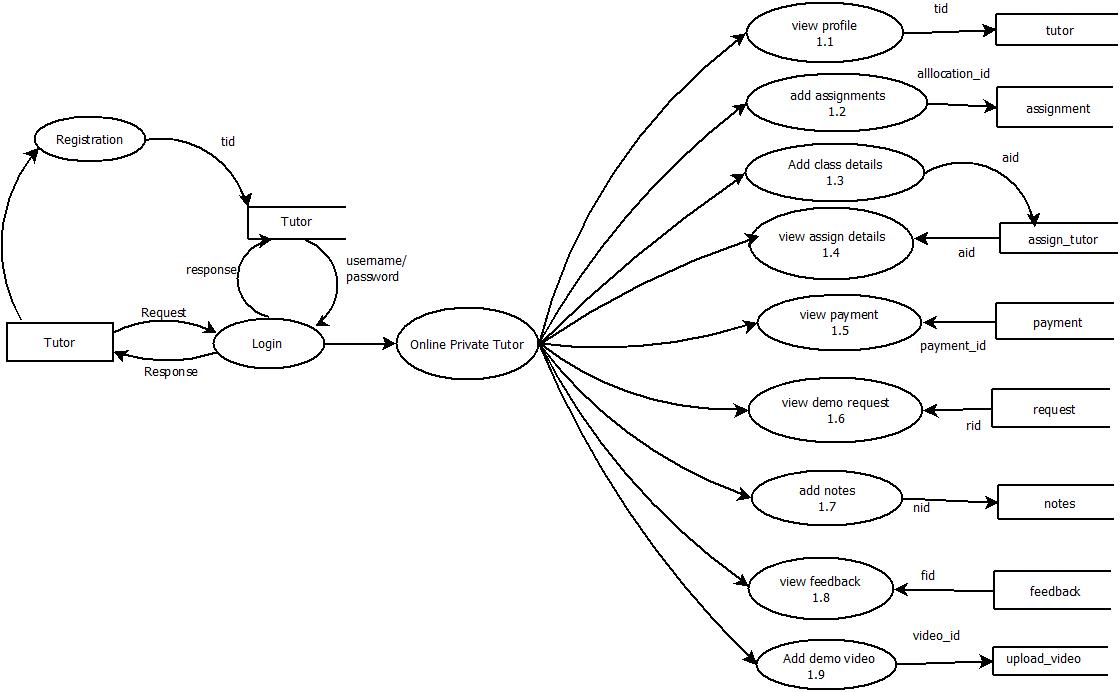 Registration
tid
Tutor
response
username/
password
Tutor
Request
Response
Login
Online Private Tutor
view profile
1.1
tid
tutor
add assignments
1.2
alllocation_id
assignment
Add class details
1.3
aid
assign_tutor
view assign details
1.4
aid
view payment
1.5
payment_id
payment
view demo request
1.6
rid
request
add notes
1.7
nid
notes
view feedback
1.8
fid
feedback
Add demo video
1.9
video_id
upload_video